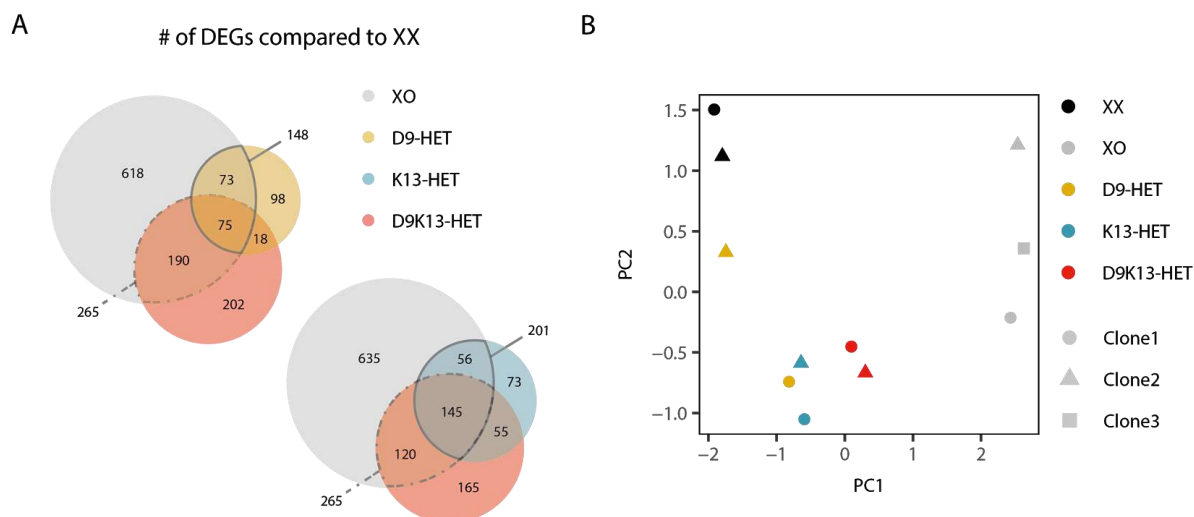 A
# of DEGs compared to XX
XO
D9-HET
K13-HET
D9K13-HET
148
618
73
98
75
18
190
202
265
201
635
56
73
145
55
120
165
265
B
XX
XO
D9-HET
K13-HET
D9K13-HET
Clone1
Clone2
Clone3
PC2
1.5
1.0
0.5
0.0
−0.5
−1.0
−2
−1
0
1
2
PC1